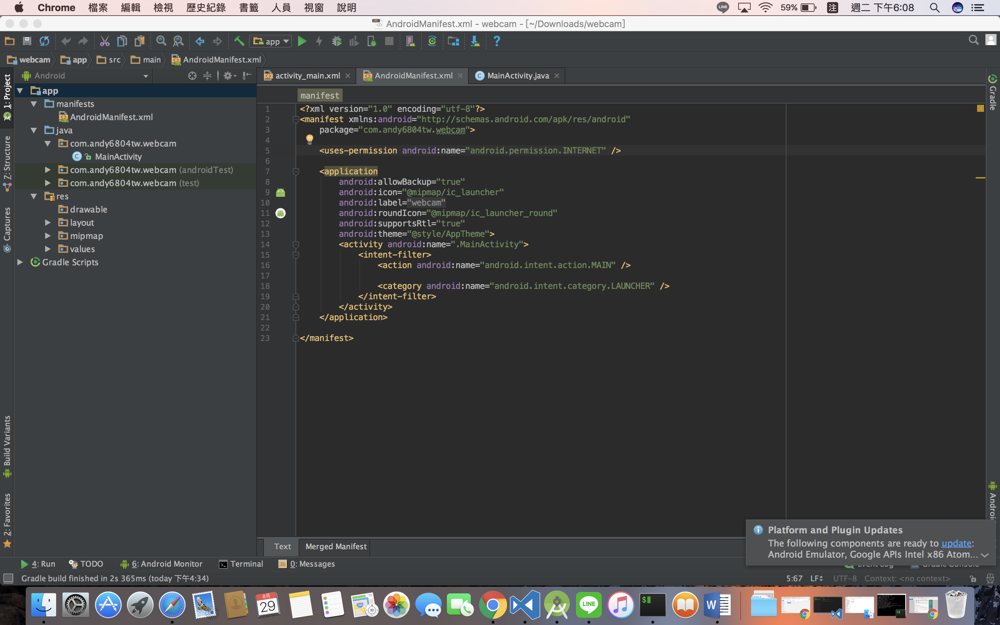 Chrome 檔案 編輯 檢視 歷史紀錄 書籤 人員 視窗 說明 LINE 59% 注 週二 下午6:08
AndroidManifest.xml - webcam - [~/Downloads/webcam]
app
webcam app src main AndroidManifest.xml
Android
activity_main.xml AndroidManifest.xml MainActivity.java
1: Project
7: Structure
Captures
Build Variants
2: Favorites
app
manifests
AndroidManifest.xml
java
com.andy6804tw.webcam
MainActivity
com.andy6804tw.webcam (androidTest)
com.andy6804tw.webcam (test)
res
drawable
layout
mipmap
values
Gradle Scripts
manifest
1 <?xml version="1.0" encoding="utf-8"?>
2 <manifest xmlns:android="http://schemas.android.com/apk/res/android"
3 package="com.andy6804tw.webcam">
4
5 <uses-permission android:name="android.permission.INTERNET" />
6
7 <application
8 android:allowBackup="true"
9 android:icon="@mipmap/ic_launcher"
10 android:label="webcam"
11 android:roundIcon="@mipmap/ic_launcher_round"
12 android:supportsRtl="true"
13 android:theme="@style/AppTheme">
14 <activity android:name=".MainActivity">
15 <intent-filter>
16 <action android:name="android.intent.action.MAIN" />
17
18 <category android:name="android.intent.category.LAUNCHER" />
19 </intent-filter>
20 </activity>
21 </application>
22
23 </manifest>
Gradle
Androi
Text Merged Manifest
Platform and Plugin Updates
The following components are ready to update:
Android Emulator, Google APIs Intel x86 Atom...
4: Run TODO 6: Android Monitor Terminal 0: Messages Event Log Gradle Console
Gradle build finished in 2s 365ms (today 下午4:34) 5:67 LF UTF-8 Context: <no context>
8月
29
280
3D
LINE
$
W